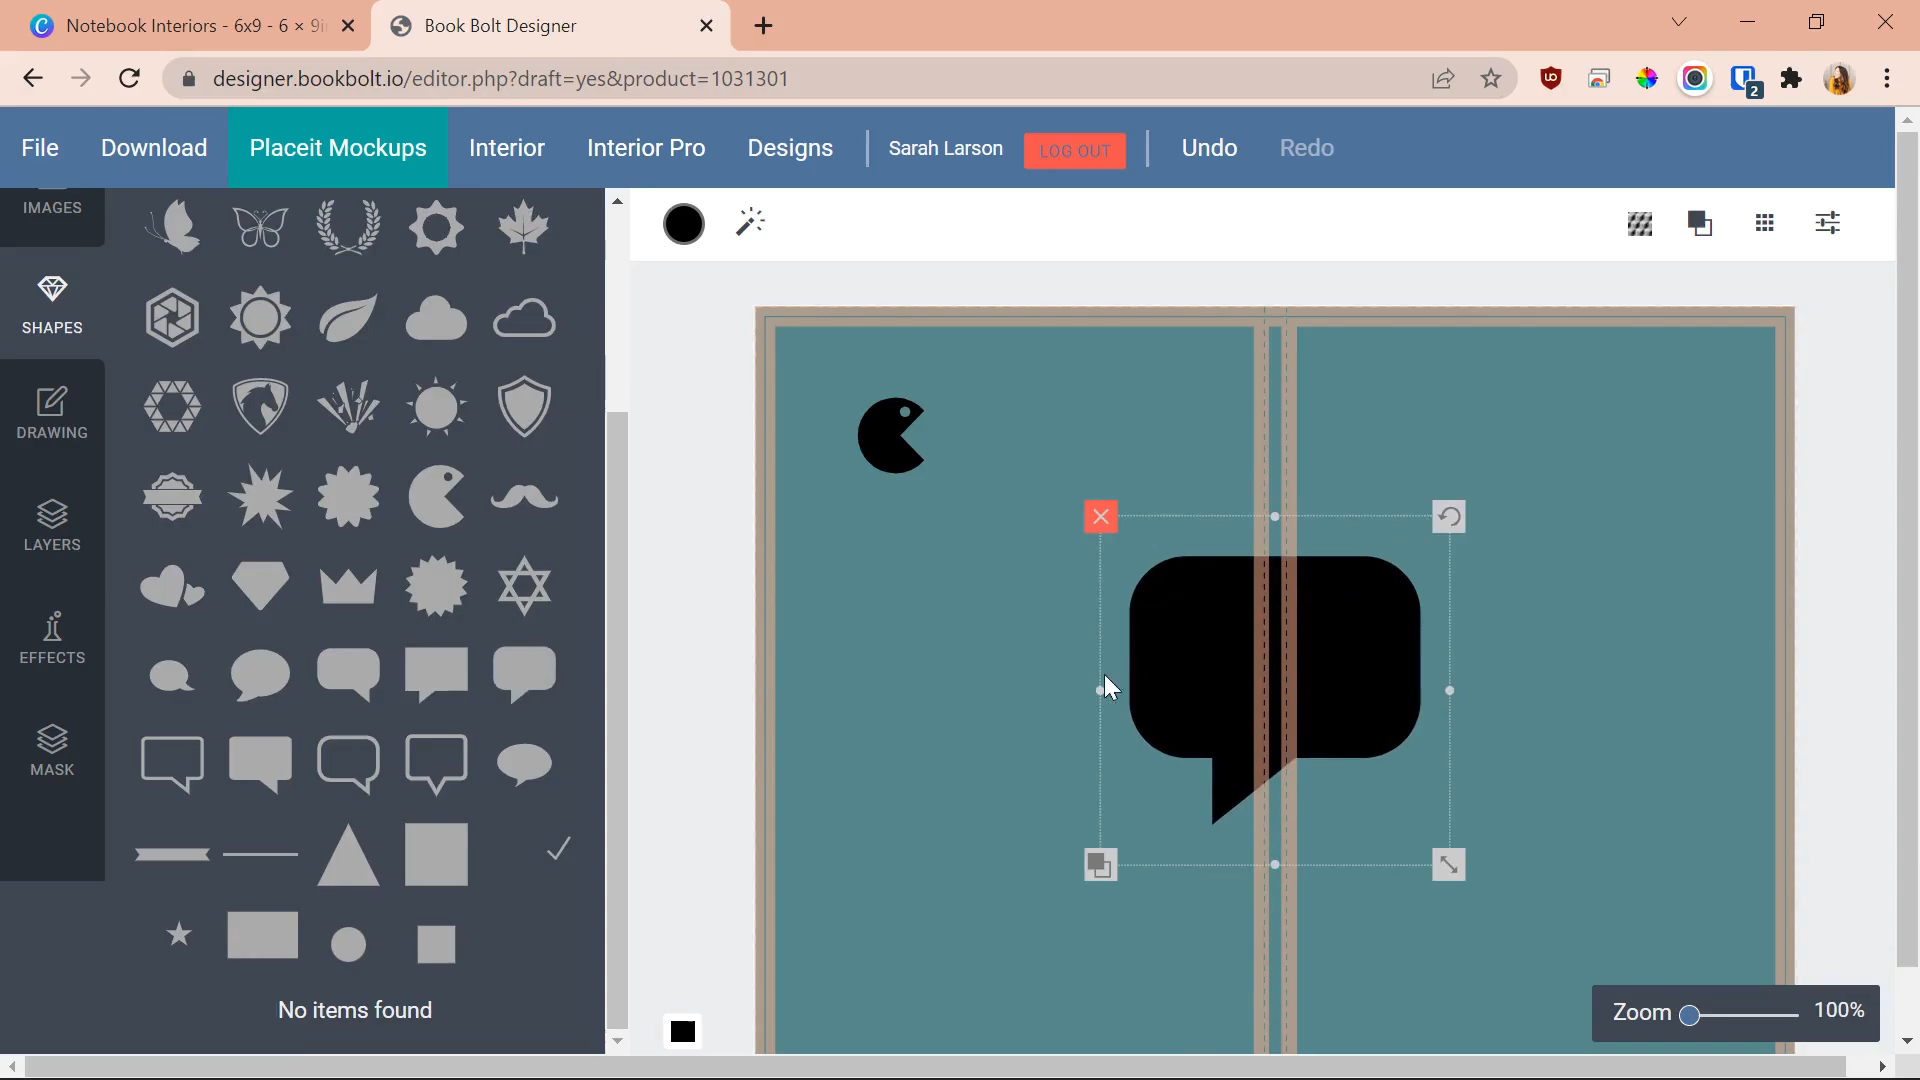 Notebook Interiors - 6x9 - 6 × 9i
Book Bolt Designer
designer.bookbolt.io/editor.php?draft=yes&product=1031301
2
File
Download
Placeit Mockups
Interior
Interior Pro
Designs
Sarah Larson
LOG OUT
Undo
Redo
IMAGES
SHAPES
DRAWING
LAYERS
EFFECTS
MASK
No items found
Zoom
100%